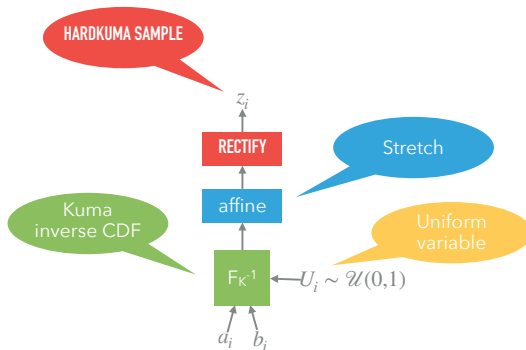 HARDKUMA SAMPLE
z_i
RECTIFY
Stretch
affine
Kuma
inverse CDF
Uniform
variable
F_K^-1
U_i ∼ 𝒰(0,1)
a_i
b_i